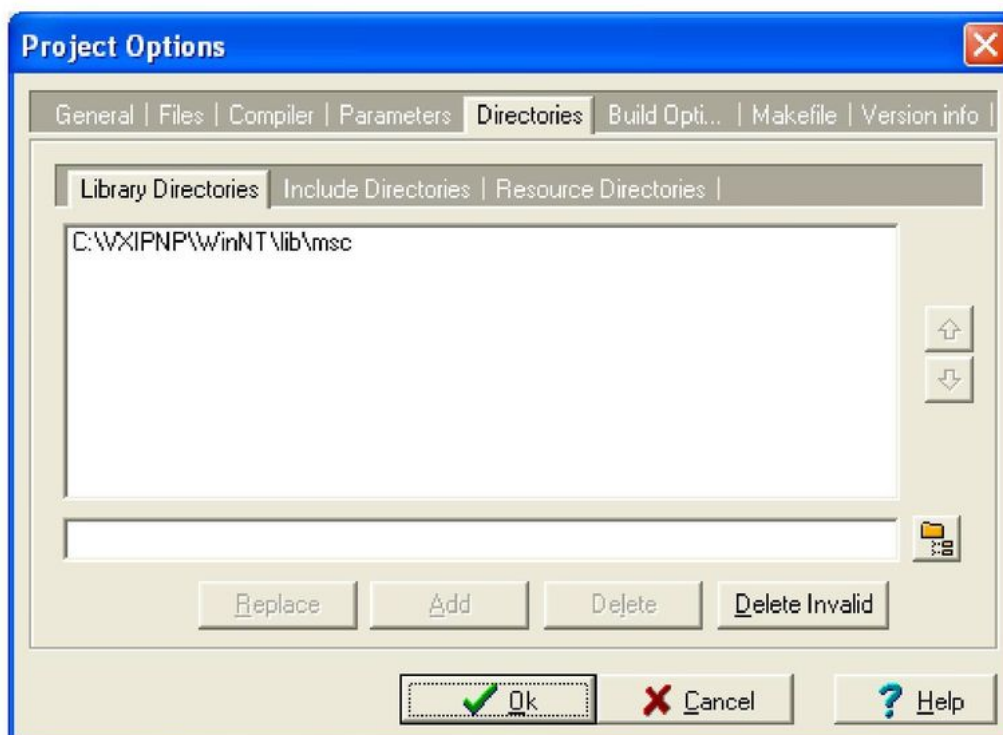 Project Options
General | Files | Compiler | Parameters Directories Build Opti... | Makefile | Version info |
Library Directories Include Directories | Resource Directories |
C:\VXIPNP\WinNT\lib\msc
Replace Add Delete Delete Invalid
Ok Cancel ? Help